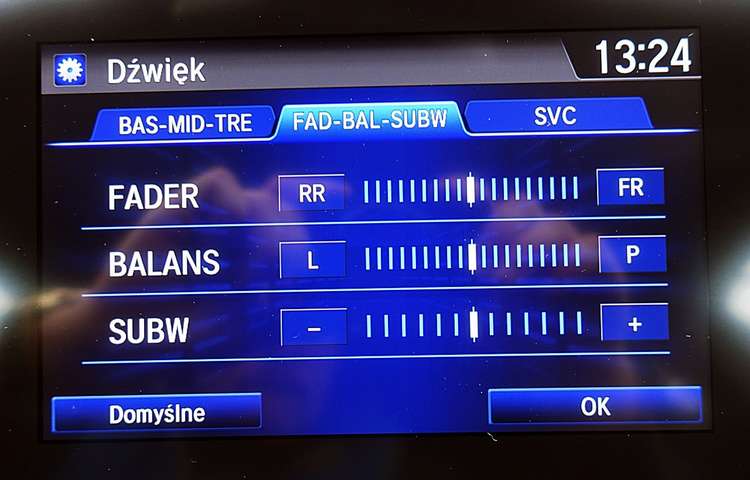 Dźwięk 13:24
BAS-MID-TRE FAD-BAL-SUBW SVC
FADER RR FR
BALANS L P
SUBW - +
Domyślne OK